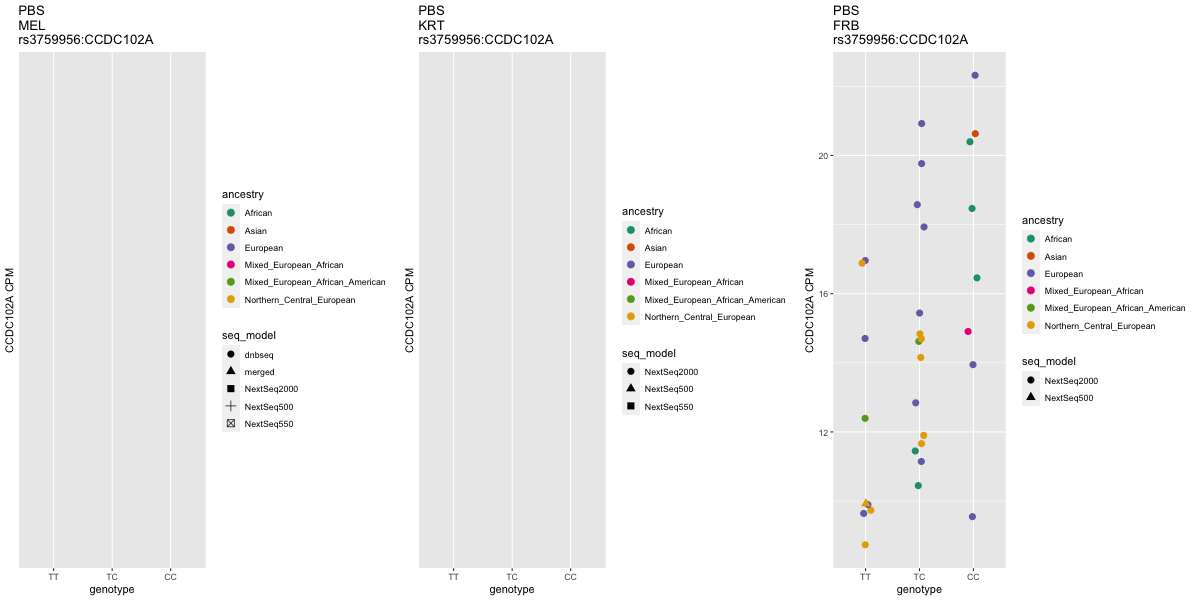 PBS
MEL
rs3759956:CCDC102A
CCDC102A CPM
TT
TC
CC
genotype
ancestry
African
Asian
European
Mixed_European_African
Mixed_European_African_American
Northern_Central_European
seq_model
dnbseq
merged
NextSeq2000
NextSeq500
NextSeq550
PBS
KRT
rs3759956:CCDC102A
CCDC102A CPM
TT
TC
CC
genotype
ancestry
African
Asian
European
Mixed_European_African
Mixed_European_African_American
Northern_Central_European
seq_model
NextSeq2000
NextSeq500
NextSeq550
PBS
FRB
rs3759956:CCDC102A
CCDC102A CPM
20
16
12
TT
TC
CC
genotype
ancestry
African
Asian
European
Mixed_European_African
Mixed_European_African_American
Northern_Central_European
seq_model
NextSeq2000
NextSeq500